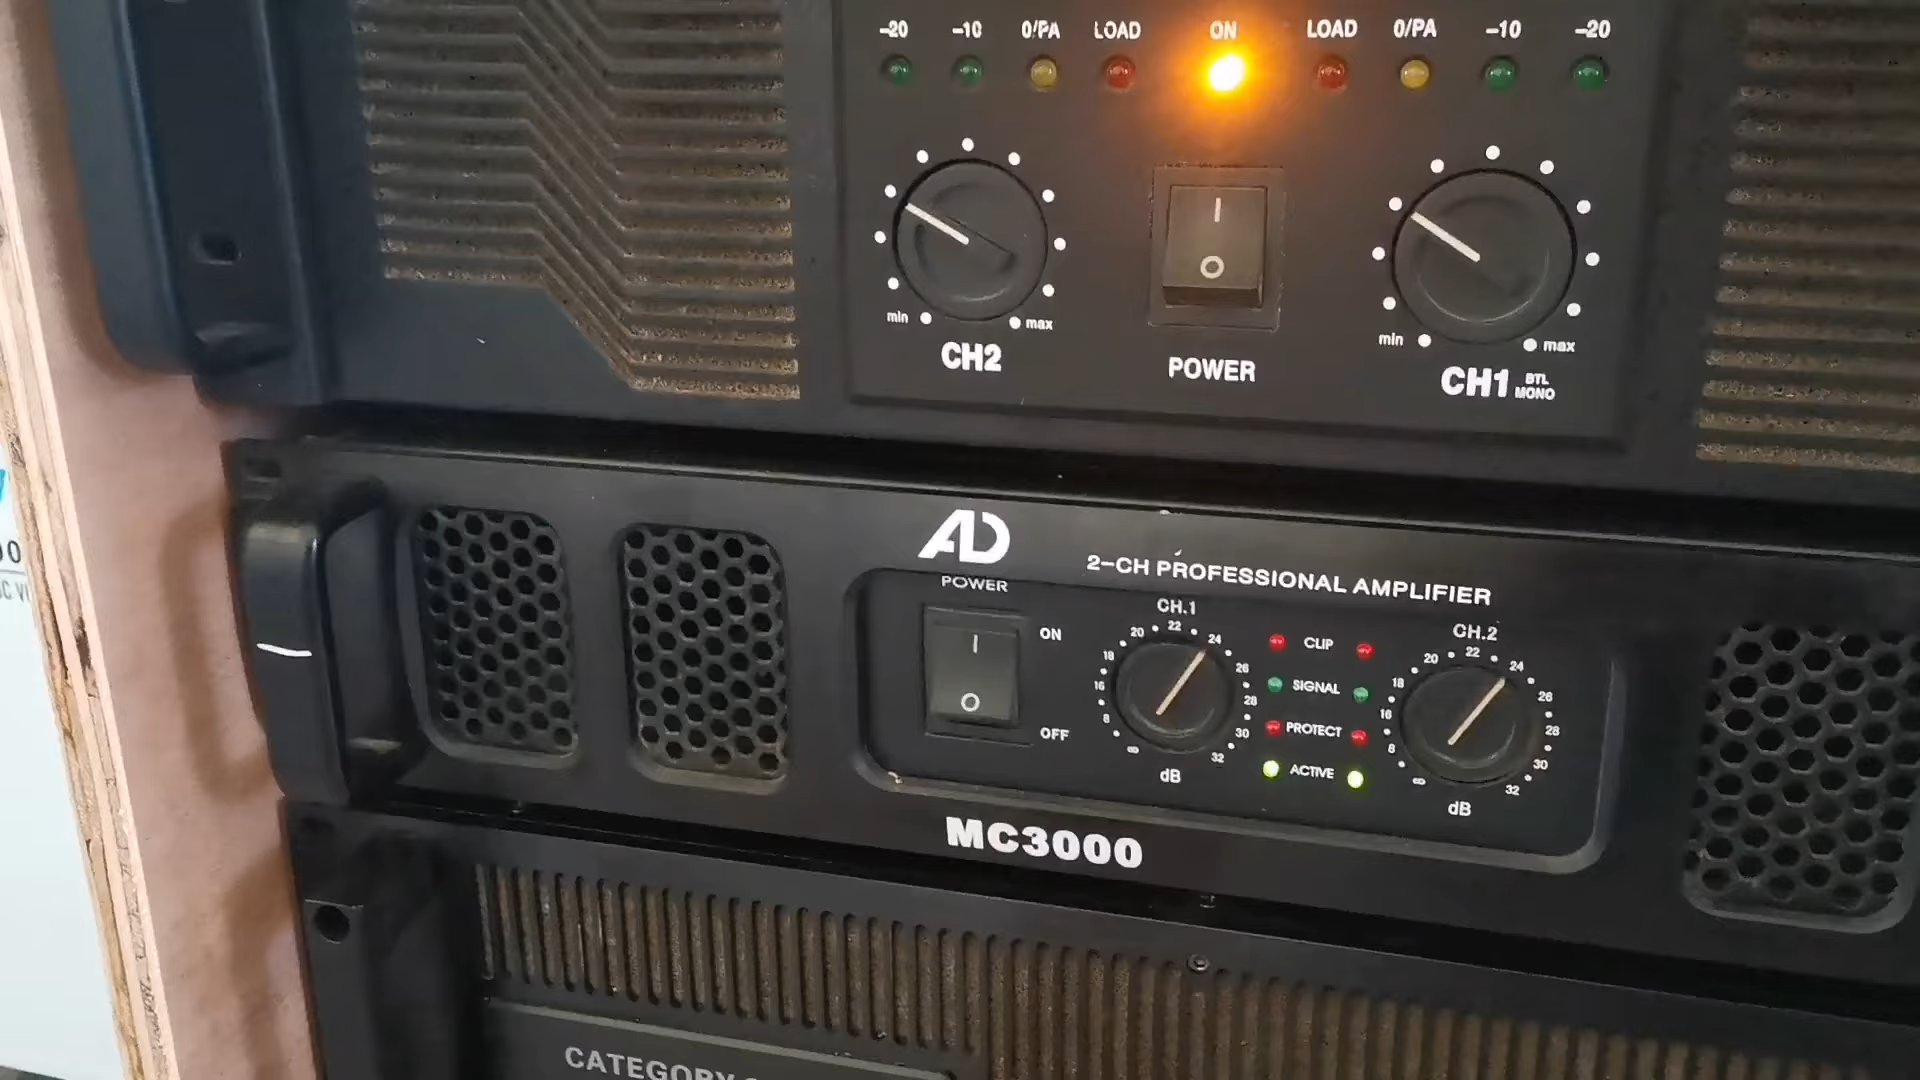 -20 -10 0/PA LOAD ON LOAD 0/PA -10 -20
min max
CH2
POWER
min max
CH1 BTL MONO
AD
POWER
ON
OFF
2-CH PROFESSIONAL AMPLIFIER
CH.1
∞ 8 16 18 20 22 24 26 28 30 32
dB
CLIP
SIGNAL
PROTECT
ACTIVE
CH.2
∞ 8 16 18 20 22 24 26 28 30 32
dB
MC3000
CATEGORY